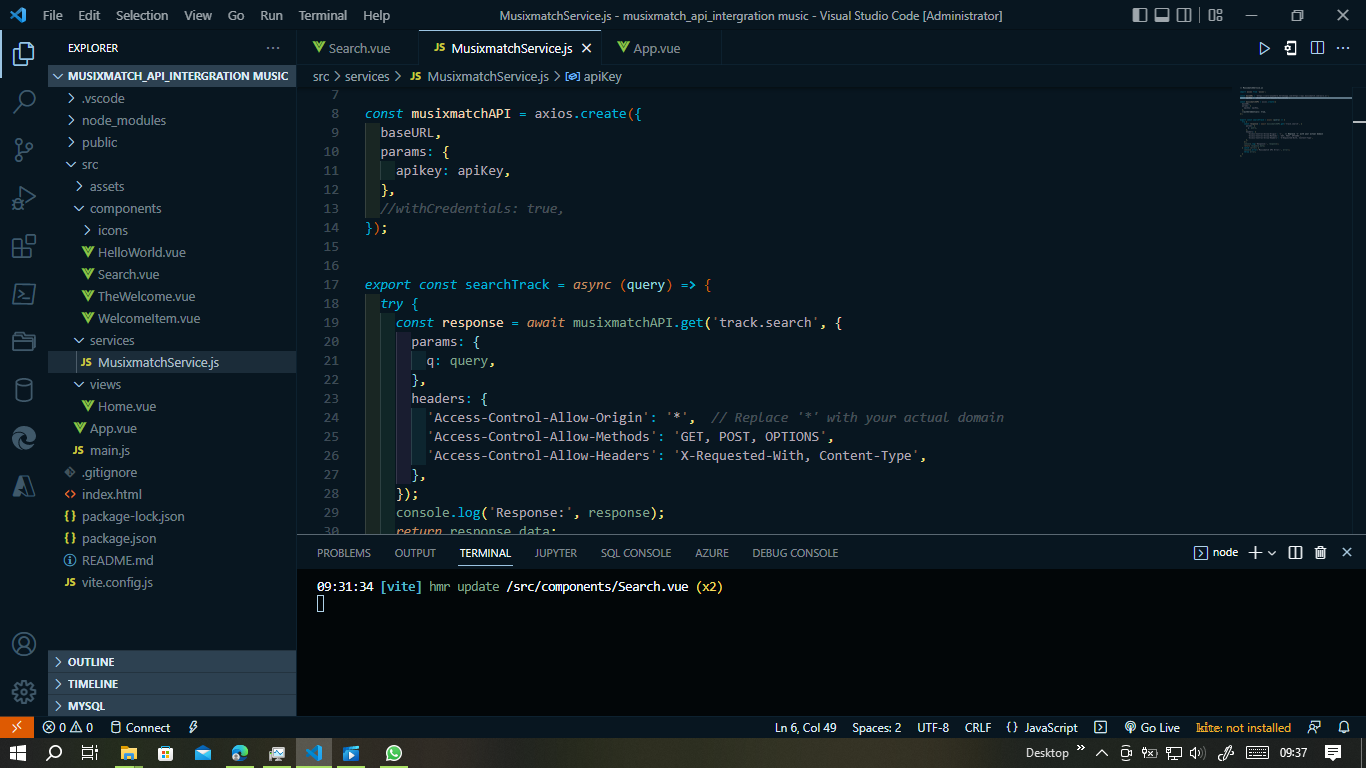 File Edit Selection View Go Run Terminal Help MusixmatchService.js - musixmatch_api_intergration music - Visual Studio Code [Administrator]
EXPLORER ···
Search.vue JS MusixmatchService.js App.vue
MUSIXMATCH_API_INTERGRATION MUSIC
src > services > JS MusixmatchService.js > apiKey
.vscode
node_modules
public
src
assets
components
icons
HelloWorld.vue
Search.vue
TheWelcome.vue
WelcomeItem.vue
services
JS MusixmatchService.js
views
Home.vue
App.vue
JS main.js
.gitignore
<> index.html
{} package-lock.json
{} package.json
README.md
JS vite.config.js
OUTLINE
TIMELINE
MYSQL
7
8 const musixmatchAPI = axios.create({
9 baseURL,
10 params: {
11 apikey: apiKey,
12 },
13 //withCredentials: true,
14 });
15
16
17 export const searchTrack = async (query) => {
18 try {
19 const response = await musixmatchAPI.get('track.search', {
20 params: {
21 q: query,
22 },
23 headers: {
24 'Access-Control-Allow-Origin': '*', // Replace '*' with your actual domain
25 'Access-Control-Allow-Methods': 'GET, POST, OPTIONS',
26 'Access-Control-Allow-Headers': 'X-Requested-With, Content-Type',
27 },
28 });
29 console.log('Response:', response);
30 return response.data;
PROBLEMS OUTPUT TERMINAL JUPYTER SQL CONSOLE AZURE DEBUG CONSOLE node
09:31:34 [vite] hmr update /src/components/Search.vue (x2)
0 0 Connect Ln 6, Col 49 Spaces: 2 UTF-8 CRLF {} JavaScript Go Live kite: not installed
Desktop 09:37